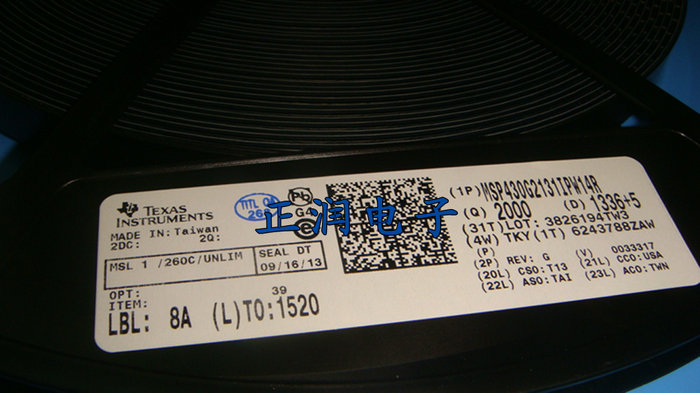 TEXAS
INSTRUMENTS
MADE IN: Taiwan
2DC: 2Q:
MSL 1 /260C/UNLIM
SEAL DT
09/16/13
OPT:
ITEM: 39
LBL: 8A (L)TO:1520
Pb
G4
正润电子
(1P) MSP430G2131IPW14R
(Q) 2000 (D) 1336+5
(31T) LOT: 3826194TW3
(4W) TKY(1T) 6243788ZAW
(P)
(2P) REV: G (V) 0033317
(20L) CSO:T13 (21L) CCO:USA
(22L) ASO:TAI (23L) ACO:TWN